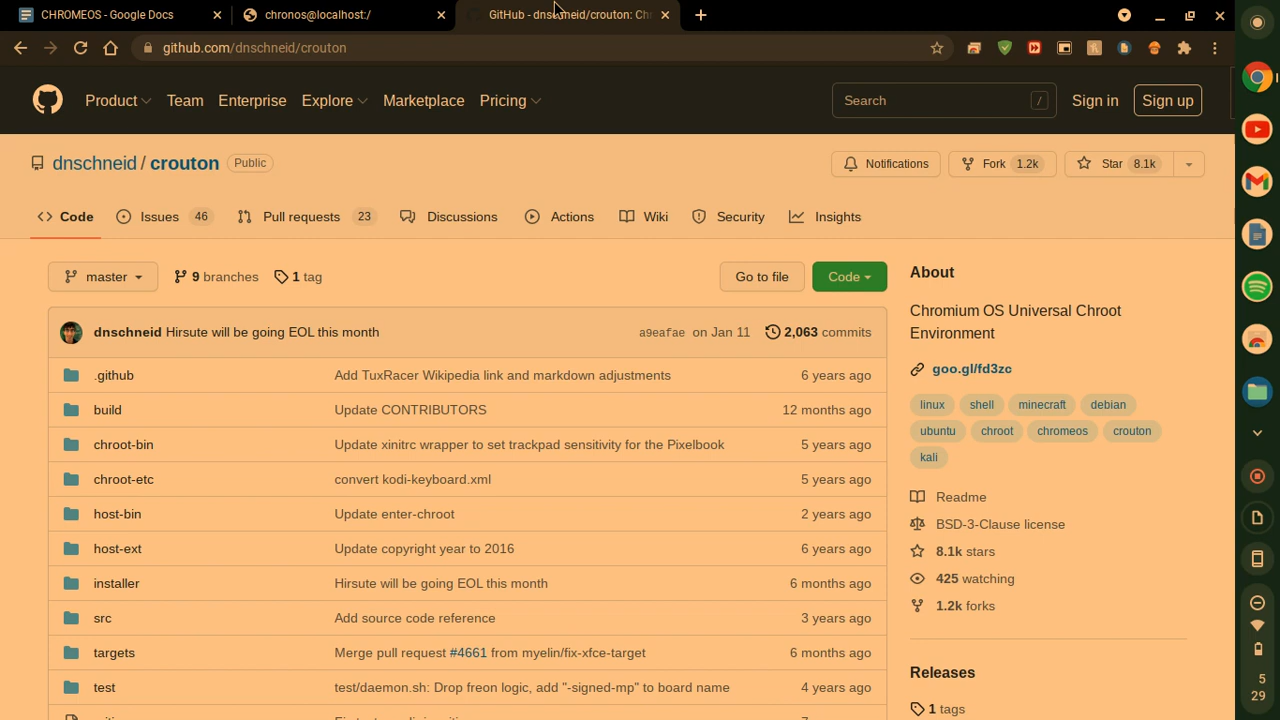 CHROMEOS - Google Docs
chronos@localhost:/
GitHub - dnschneid/crouton: Chr
github.com/dnschneid/crouton
Product
Team
Enterprise
Explore
Marketplace
Pricing
Search /
Sign in
Sign up
dnschneid / crouton Public
Notifications
Fork 1.2k
Star 8.1k
Code
Issues 46
Pull requests 23
Discussions
Actions
Wiki
Security
Insights
master
9 branches
1 tag
Go to file
Code
dnschneid Hirsute will be going EOL this month a9eafae on Jan 11 2,063 commits
.github Add TuxRacer Wikipedia link and markdown adjustments 6 years ago
build Update CONTRIBUTORS 12 months ago
chroot-bin Update xinitrc wrapper to set trackpad sensitivity for the Pixelbook 5 years ago
chroot-etc convert kodi-keyboard.xml 5 years ago
host-bin Update enter-chroot 2 years ago
host-ext Update copyright year to 2016 6 years ago
installer Hirsute will be going EOL this month 6 months ago
src Add source code reference 3 years ago
targets Merge pull request #4661 from myelin/fix-xfce-target 6 months ago
test test/daemon.sh: Drop freon logic, add "-signed-mp" to board name 4 years ago
About
Chromium OS Universal Chroot
Environment
goo.gl/fd3zc
linux shell minecraft debian
ubuntu chroot chromeos crouton
kali
Readme
BSD-3-Clause license
8.1k stars
425 watching
1.2k forks
Releases
1 tags
5
29